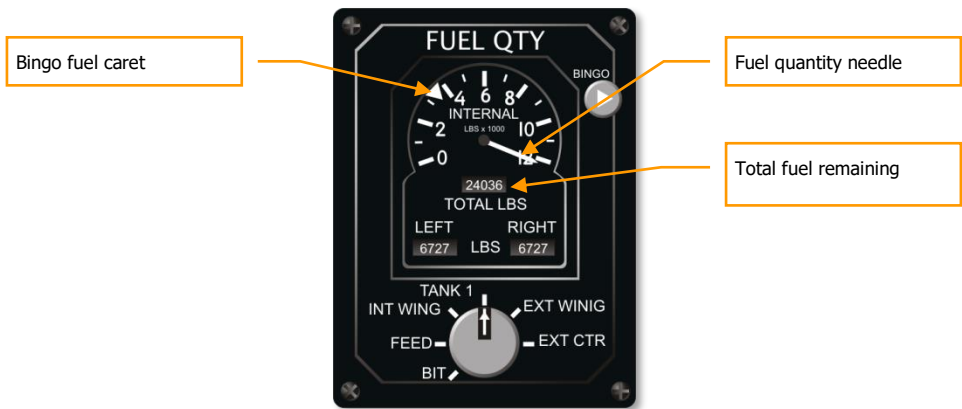 FUEL QTY
Bingo fuel caret
Fuel quantity needle
BINGO
4 6 8
INTERNAL
LBS x 1000
2 10
0 12
Total fuel remaining
24036
TOTAL LBS
LEFT RIGHT
6727 LBS 6727
TANK 1
INT WING EXT WINIG
FEED EXT CTR
BIT